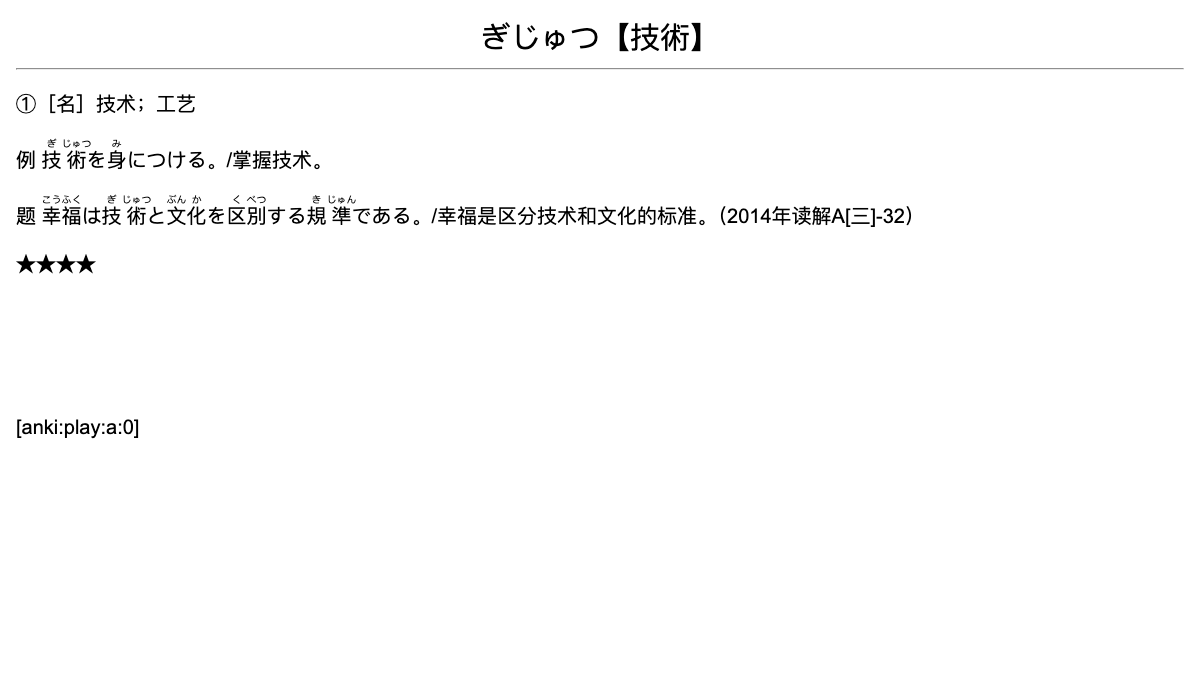 ぎじゅつ【技術】
①［名］技术；工艺
ぎ じゅつ み
例 技術を身につける。/掌握技术。
こうふく ぎ じゅつ ぶん か く べつ き じゅん
题 幸福は技術と文化を区別する規準である。/幸福是区分技术和文化的标准。（2014年读解A[三]-32）
★★★★
[anki:play:a:0]